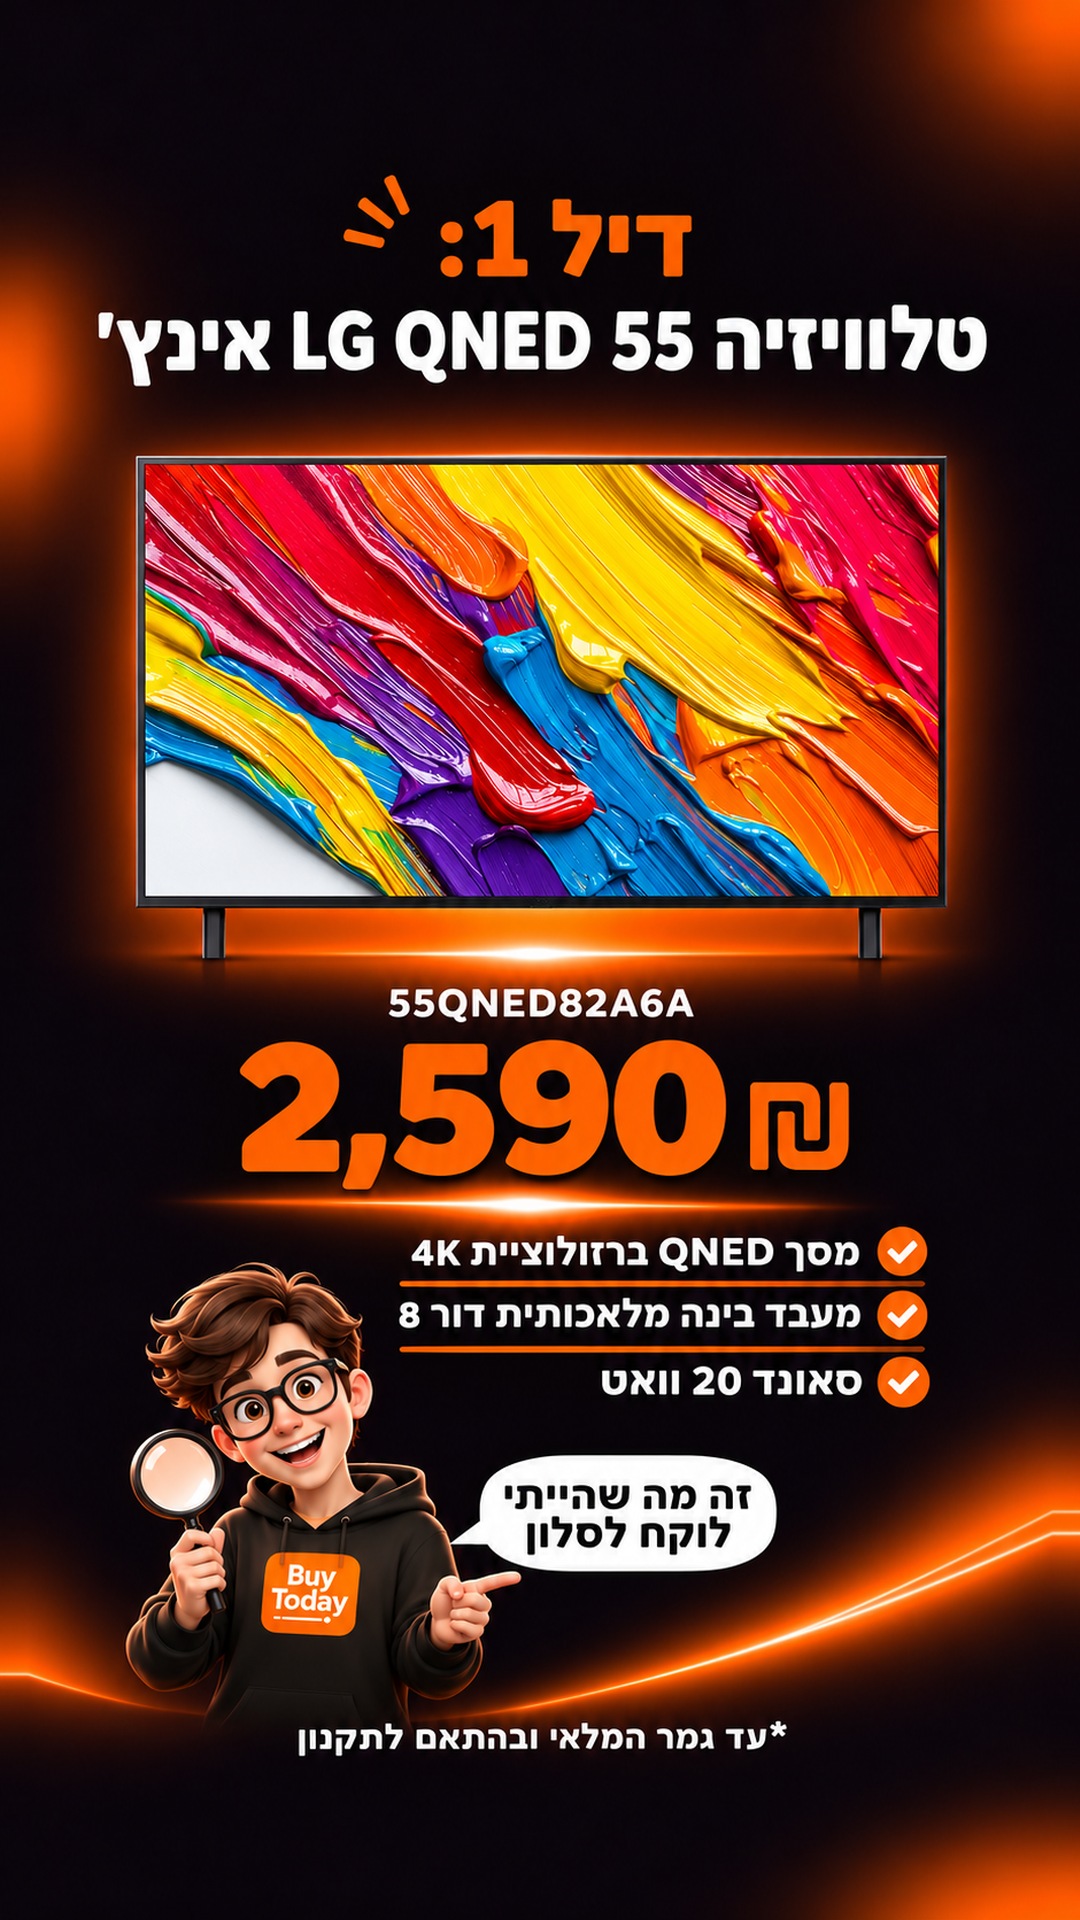 דיל 1:
טלוויזיה LG QNED 55 אינץ'
55QNED82A6A
2,590 ₪
מסך QNED ברזולוציית 4K
מעבד בינה מלאכותית דור 8
סאונד 20 וואט
זה מה שהייתי
לוקח לסלון
Buy
Today
*עד גמר המלאי ובהתאם לתקנון